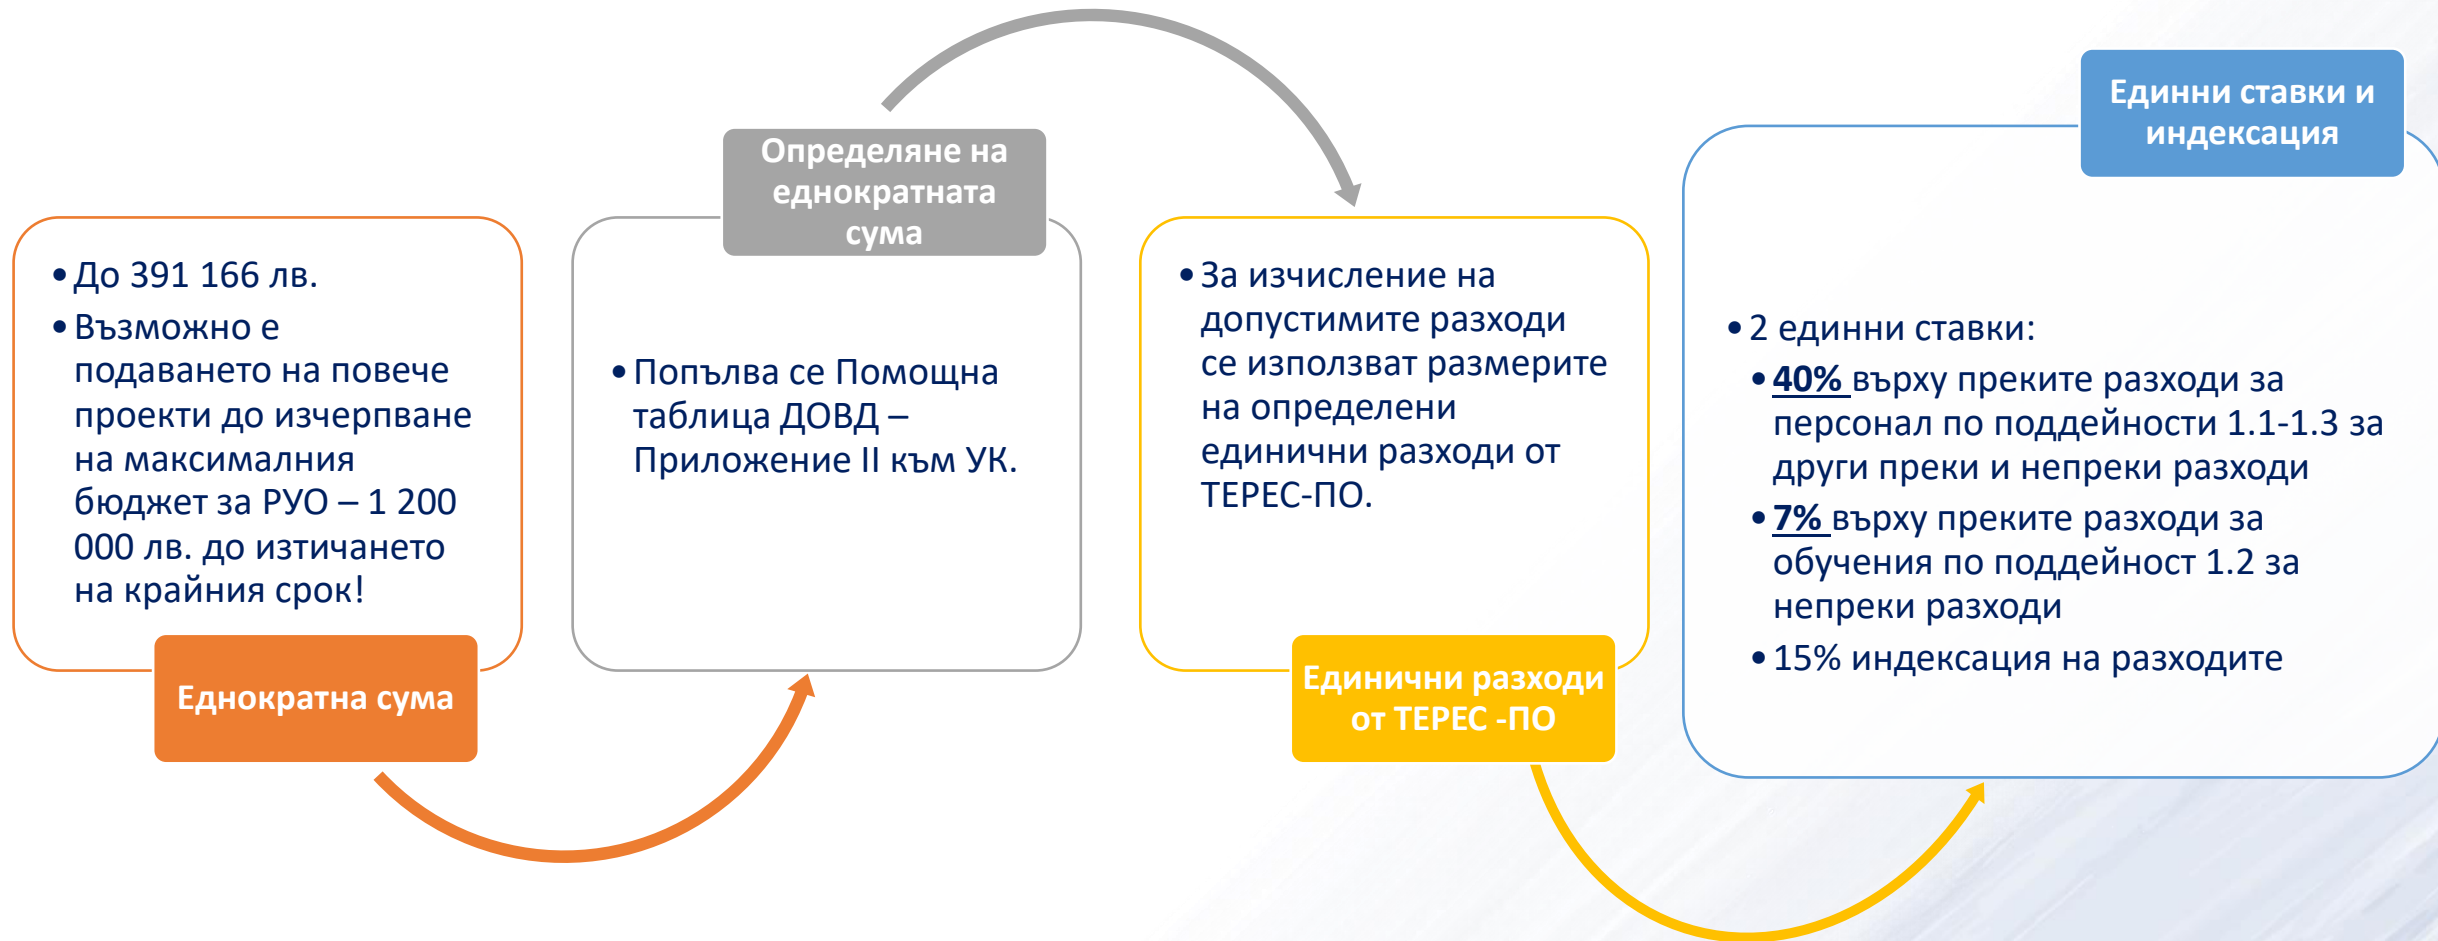 • До 391 166 лв.
• Възможно е
подаването на повече
проекти до изчерпване
на максималния
бюджет за РУО – 1 200
000 лв. до изтичането
на крайния срок!
Еднократна сума
Определяне на
еднократната
сума
• Попълва се Помощна
таблица ДОВД –
Приложение II към УК.
• За изчисление на
допустимите разходи
се използват размерите
на определени
единични разходи от
ТЕРЕС-ПО.
Единични разходи
от ТЕРЕС -ПО
Единни ставки и
индексация
• 2 единни ставки:
• 40% върху преките разходи за
персонал по поддейности 1.1-1.3 за
други преки и непреки разходи
• 7% върху преките разходи за
обучения по поддейност 1.2 за
непреки разходи
• 15% индексация на разходите